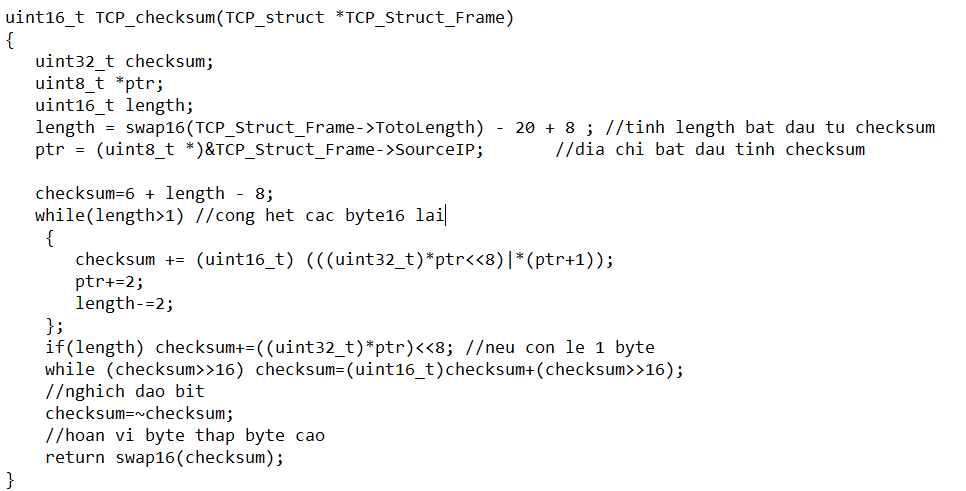 uint16_t TCP_checksum(TCP_struct *TCP_Struct_Frame)
{
   uint32_t checksum;
   uint8_t *ptr;
   uint16_t length;
   length = swap16(TCP_Struct_Frame->TotoLength) - 20 + 8 ; //tinh length bat dau tu checksum
   ptr = (uint8_t *)&TCP_Struct_Frame->SourceIP;       //dia chi bat dau tinh checksum

   checksum=6 + length - 8;
   while(length>1) //cong het cac byte16 lai
    {
       checksum += (uint16_t) (((uint32_t)*ptr<<8)|*(ptr+1));
       ptr+=2;
       length-=2;
    };
    if(length) checksum+=((uint32_t)*ptr)<<8; //neu con le 1 byte
    while (checksum>>16) checksum=(uint16_t)checksum+(checksum>>16);
    //nghich dao bit
    checksum=~checksum;
    //hoan vi byte thap byte cao
    return swap16(checksum);
}